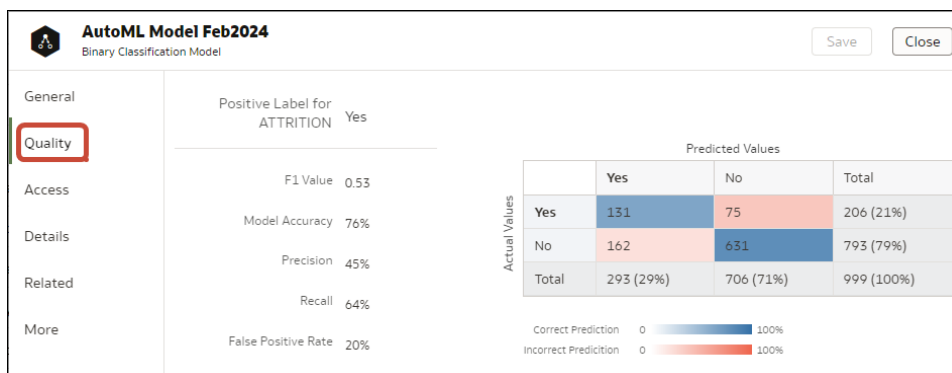 AutoML Model Feb2024
Binary Classification Model
Save
Close
General
Quality
Access
Details
Related
More
Positive Label for
ATTRITION
Yes
F1 Value 0.53
Model Accuracy 76%
Precision 45%
Recall 64%
False Positive Rate 20%
Predicted Values
Actual Values
Yes No Total
Yes 131 75 206 (21%)
No 162 631 793 (79%)
Total 293 (29%) 706 (71%) 999 (100%)
Correct Prediction 0 100%
Incorrect Predicition 0 100%